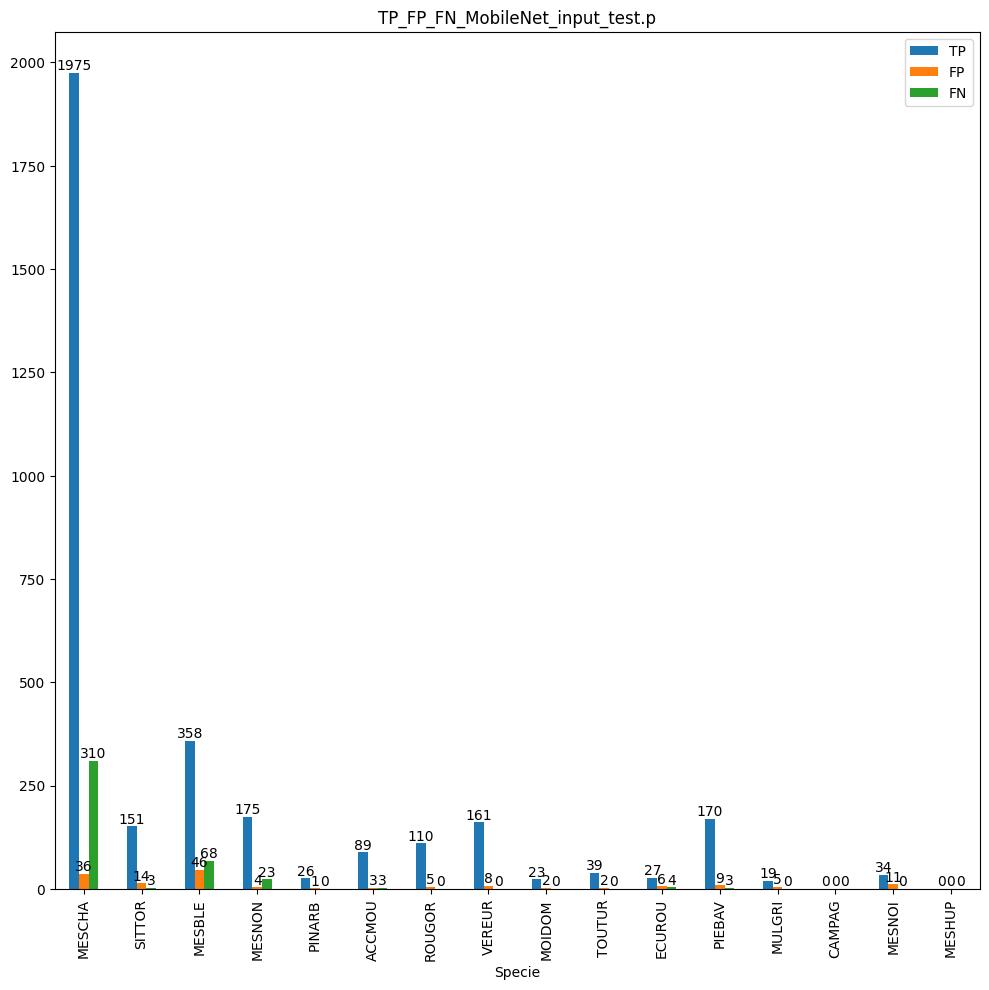 TP_FP_FN_MobileNet_input_test.p
TP
FP
FN
2000
1750
1500
1250
1000
750
500
250
0
1975 36 310
151 14 3
358 46 68
175 4 23
26 1 0
89 3 3
110 5 0
161 8 0
23 2 0
39 2 0
27 6 4
170 9 3
19 5 0
0 0 0
34 11 0
0 0 0
MESCHA
SITTOR
MESBLE
MESNON
PINARB
ACCMOU
ROUGOR
VEREUR
MOIDOM
TOUTUR
ECUROU
PIEBAV
MULGRI
CAMPAG
MESNOI
MESHUP
Specie